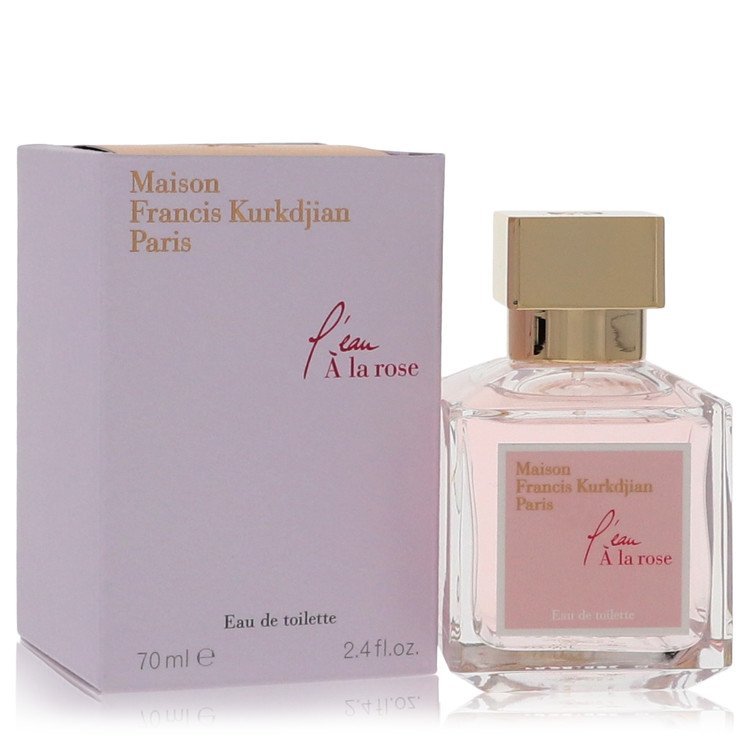 Maison
Francis Kurkdjian
Paris
l'eau
À la rose
Eau de toilette
70 ml ℮ 2.4 fl.oz.
Maison
Francis Kurkdjian
Paris
l'eau
À la rose
Eau de toilette